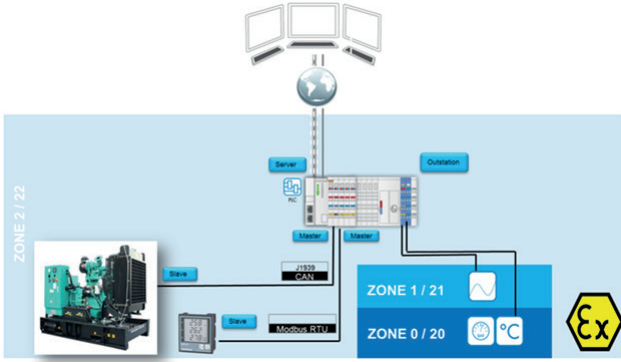 Server
Outstation
PLC
Master
Master
ZONE 2 / 22
Slave
J1939
CAN
ZONE 1 / 21
Slave
Modbus RTU
ZONE 0 / 20
°C
Ex